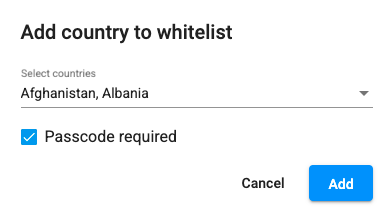 Add country to whitelist
Select countries
Afghanistan, Albania
Passcode required
Cancel
Add